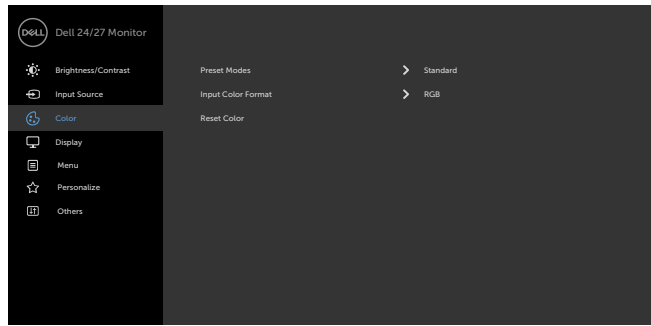 DELL Dell 24/27 Monitor
Brightness/Contrast
Preset Modes Standard
Input Source
Input Color Format RGB
Color
Reset Color
Display
Menu
Personalize
Others